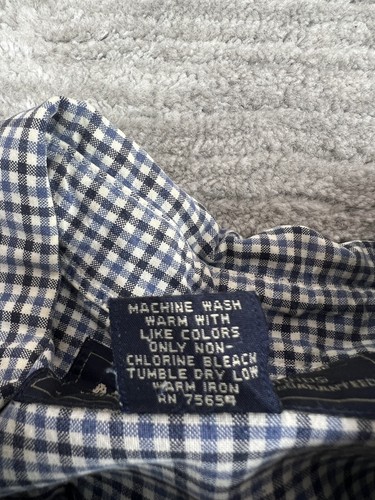 MACHINE WASH
WARM WITH
LIKE COLORS
ONLY NON-
CHLORINE BLEACH
TUMBLE DRY LOW
WARM IRON
RN 75654